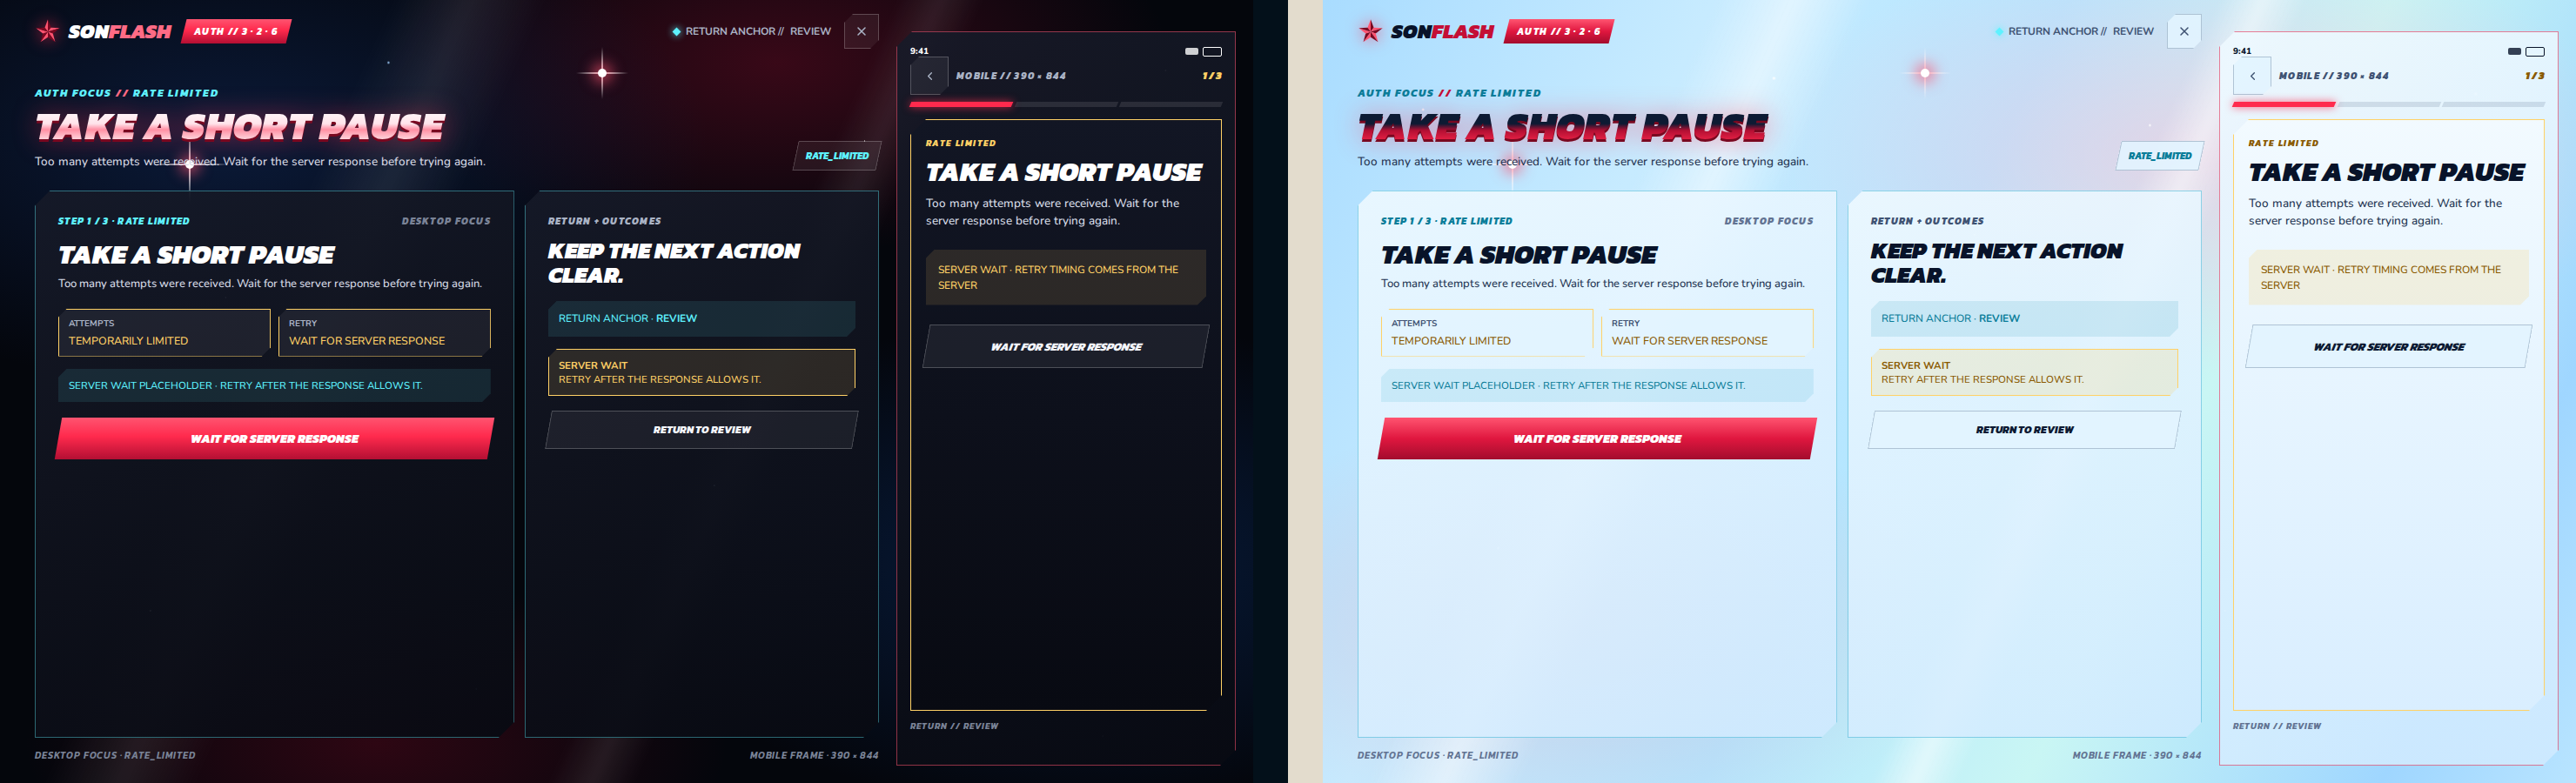 SONFLASH
AUTH // 3 · 2 · 6
RETURN ANCHOR // REVIEW
AUTH FOCUS // RATE LIMITED
TAKE A SHORT PAUSE
Too many attempts were received. Wait for the server response before trying again.
RATE_LIMITED
STEP 1 / 3 · RATE LIMITED
DESKTOP FOCUS
TAKE A SHORT PAUSE
Too many attempts were received. Wait for the server response before trying again.
ATTEMPTS
TEMPORARILY LIMITED
RETRY
WAIT FOR SERVER RESPONSE
SERVER WAIT PLACEHOLDER · RETRY AFTER THE RESPONSE ALLOWS IT.
WAIT FOR SERVER RESPONSE
RETURN + OUTCOMES
KEEP THE NEXT ACTION
CLEAR.
RETURN ANCHOR · REVIEW
SERVER WAIT
RETRY AFTER THE RESPONSE ALLOWS IT.
RETURN TO REVIEW
DESKTOP FOCUS · RATE_LIMITED
MOBILE FRAME · 390 × 844
9:41
MOBILE // 390 × 844
1/3
RATE LIMITED
TAKE A SHORT PAUSE
Too many attempts were received. Wait for the
server response before trying again.
SERVER WAIT · RETRY TIMING COMES FROM THE
SERVER
WAIT FOR SERVER RESPONSE
RETURN // REVIEW
SONFLASH
AUTH // 3 · 2 · 6
RETURN ANCHOR // REVIEW
AUTH FOCUS // RATE LIMITED
TAKE A SHORT PAUSE
Too many attempts were received. Wait for the server response before trying again.
RATE_LIMITED
STEP 1 / 3 · RATE LIMITED
DESKTOP FOCUS
TAKE A SHORT PAUSE
Too many attempts were received. Wait for the server response before trying again.
ATTEMPTS
TEMPORARILY LIMITED
RETRY
WAIT FOR SERVER RESPONSE
SERVER WAIT PLACEHOLDER · RETRY AFTER THE RESPONSE ALLOWS IT.
WAIT FOR SERVER RESPONSE
RETURN + OUTCOMES
KEEP THE NEXT ACTION
CLEAR.
RETURN ANCHOR · REVIEW
SERVER WAIT
RETRY AFTER THE RESPONSE ALLOWS IT.
RETURN TO REVIEW
DESKTOP FOCUS · RATE_LIMITED
MOBILE FRAME · 390 × 844
9:41
MOBILE // 390 × 844
1/3
RATE LIMITED
TAKE A SHORT PAUSE
Too many attempts were received. Wait for the
server response before trying again.
SERVER WAIT · RETRY TIMING COMES FROM THE
SERVER
WAIT FOR SERVER RESPONSE
RETURN // REVIEW